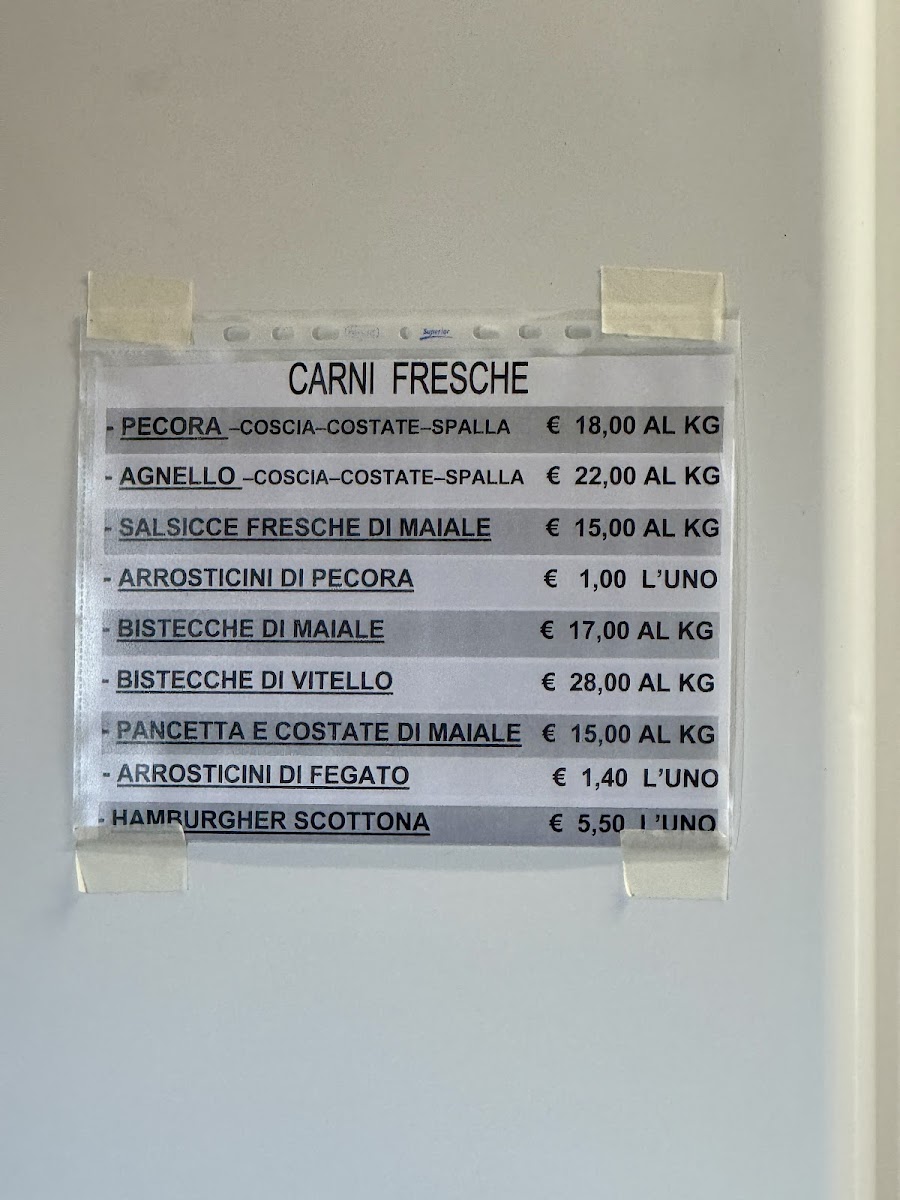 Superior
CARNI FRESCHE
- PECORA –COSCIA–COSTATE–SPALLA € 18,00 AL KG
- AGNELLO –COSCIA–COSTATE–SPALLA € 22,00 AL KG
- SALSICCE FRESCHE DI MAIALE € 15,00 AL KG
- ARROSTICINI DI PECORA € 1,00 L'UNO
- BISTECCHE DI MAIALE € 17,00 AL KG
- BISTECCHE DI VITELLO € 28,00 AL KG
- PANCETTA E COSTATE DI MAIALE € 15,00 AL KG
- ARROSTICINI DI FEGATO € 1,40 L'UNO
- HAMBURGHER SCOTTONA € 5,50 L'UNO